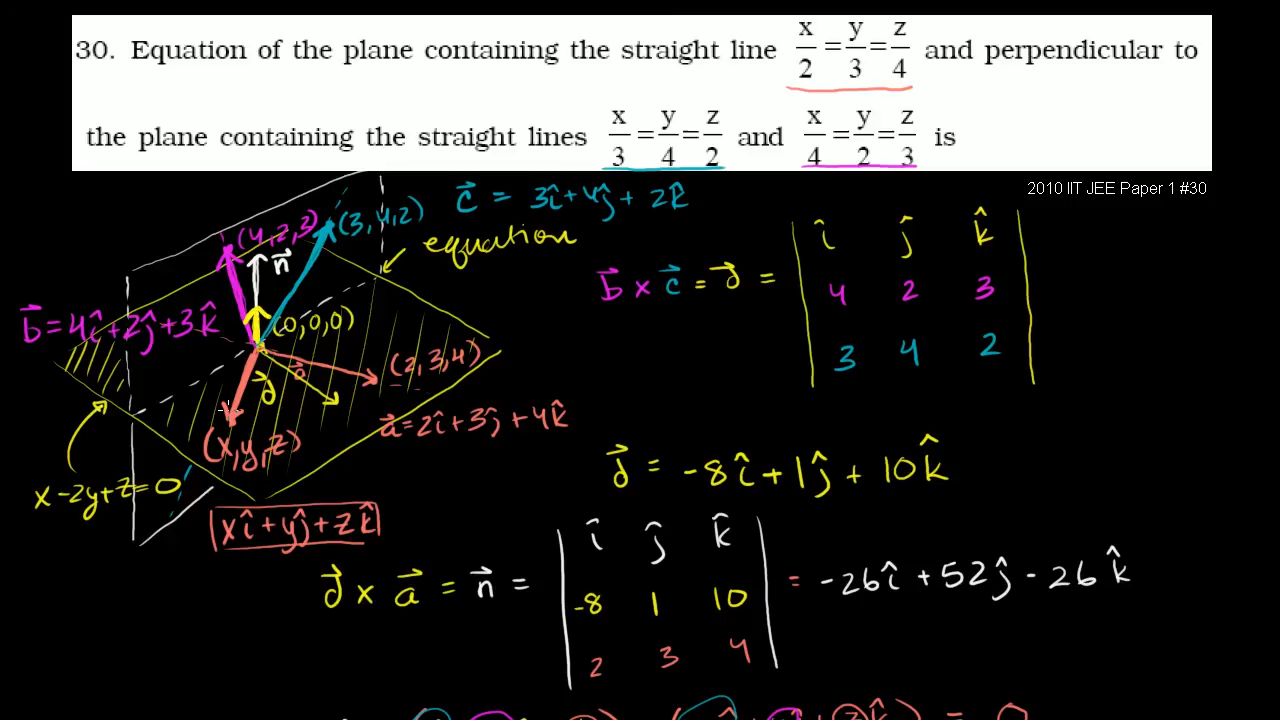 30. Equation of the plane containing the straight line x/2 = y/3 = z/4 and perpendicular to
the plane containing the straight lines x/3 = y/4 = z/2 and x/4 = y/2 = z/3 is
2010 IIT JEE Paper 1 #30
c⃗ = 3î+4ĵ+2k̂
(3,4,2)
(4,2,3)
equation
n⃗
î ĵ k̂
b⃗ x c⃗ = d⃗ =
4 2 3
3 4 2
b⃗=4î+2ĵ+3k̂
(0,0,0)
(2,3,4)
a⃗
d⃗
a⃗=2î+3ĵ+4k̂
(x,y,z)
x-2y+z=0
xî+yĵ+zk̂
d⃗ = -8î+1ĵ+10k̂
î ĵ k̂
d⃗ x a⃗ = n⃗ =
-8 1 10
2 3 4
= -26î+52ĵ-26k̂